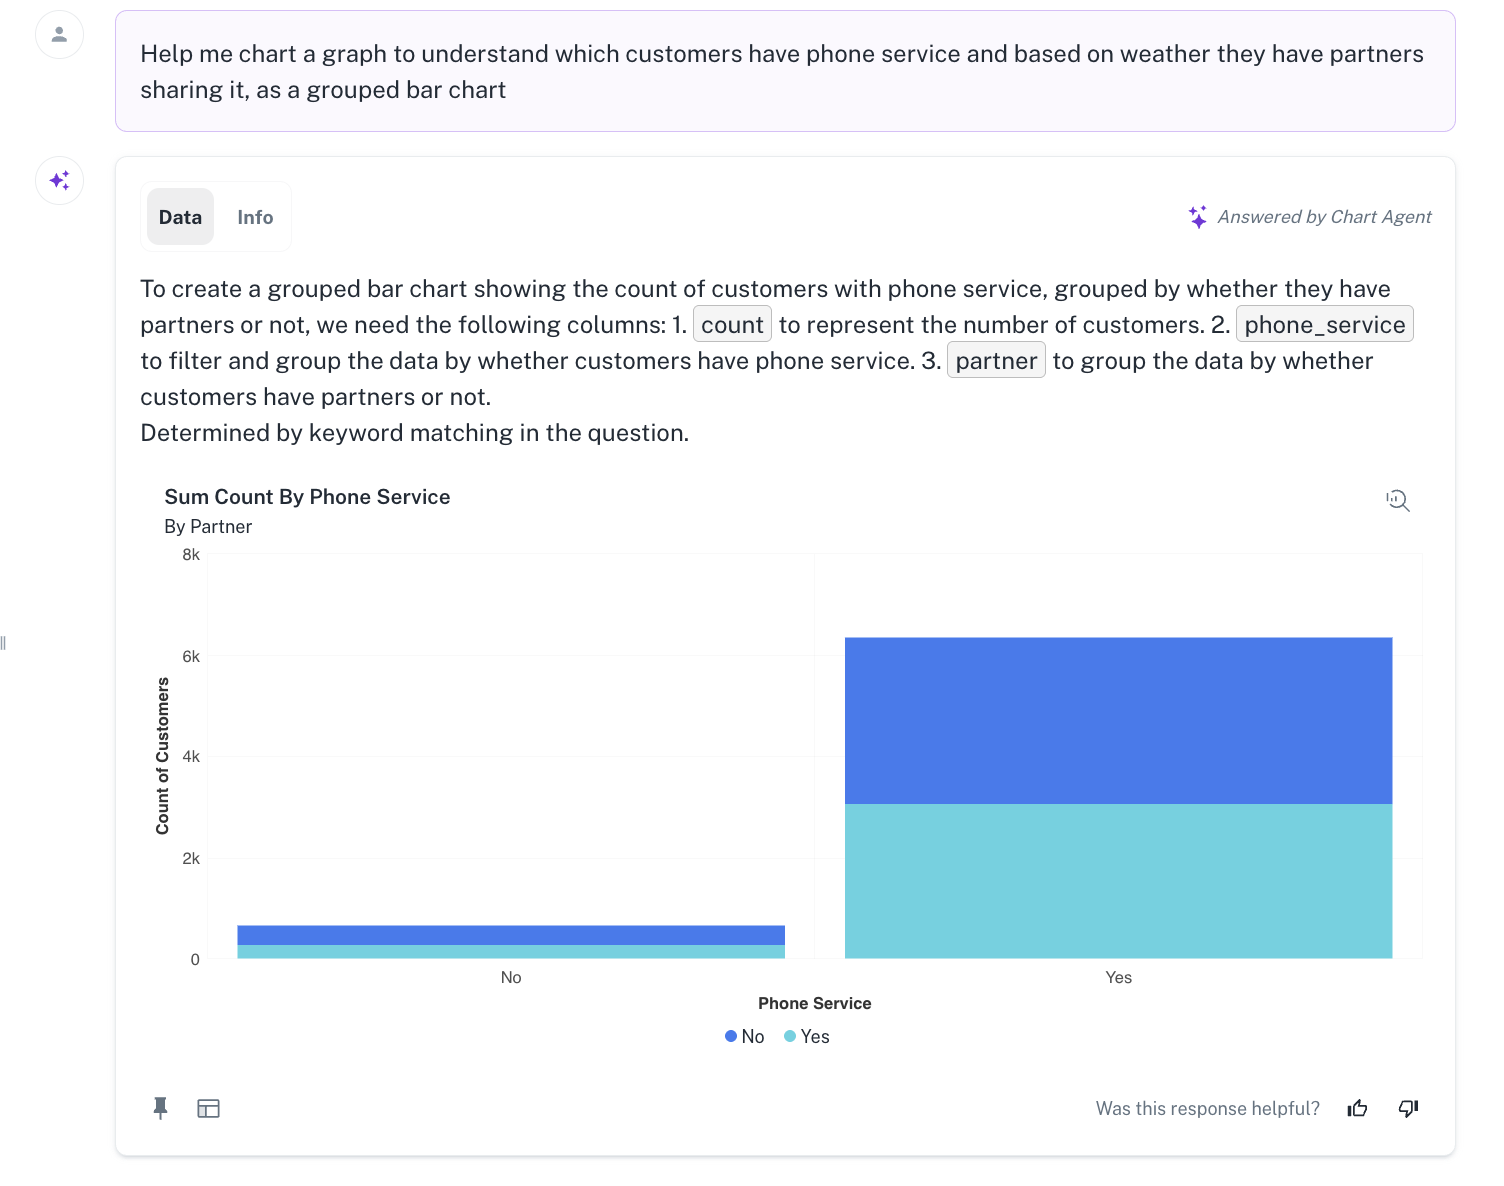 Help me chart a graph to understand which customers have phone service and based on weather they have partners
sharing it, as a grouped bar chart
Data Info
Answered by Chart Agent
To create a grouped bar chart showing the count of customers with phone service, grouped by whether they have
partners or not, we need the following columns: 1. count to represent the number of customers. 2. phone_service
to filter and group the data by whether customers have phone service. 3. partner to group the data by whether
customers have partners or not.
Determined by keyword matching in the question.
Sum Count By Phone Service
By Partner
8k
6k
4k
2k
0
Count of Customers
No Yes
Phone Service
No Yes
Was this response helpful?